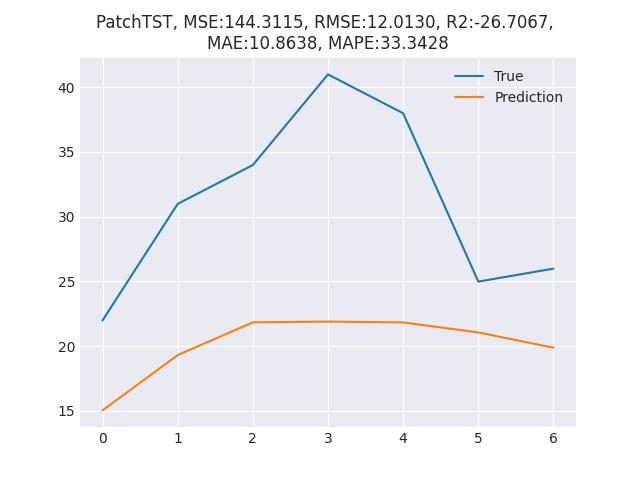 PatchTST, MSE:144.3115, RMSE:12.0130, R2:-26.7067,
MAE:10.8638, MAPE:33.3428
True
Prediction
40
35
30
25
20
15
0 1 2 3 4 5 6